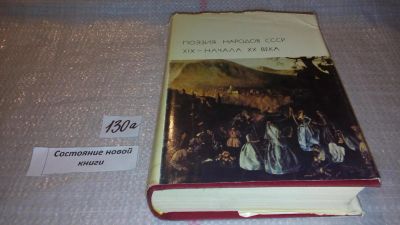 ПОЭЗИЯ НАРОДОВ СССР
XIX – НАЧАЛА XX ВЕКА
130а
Состояние новой
книги